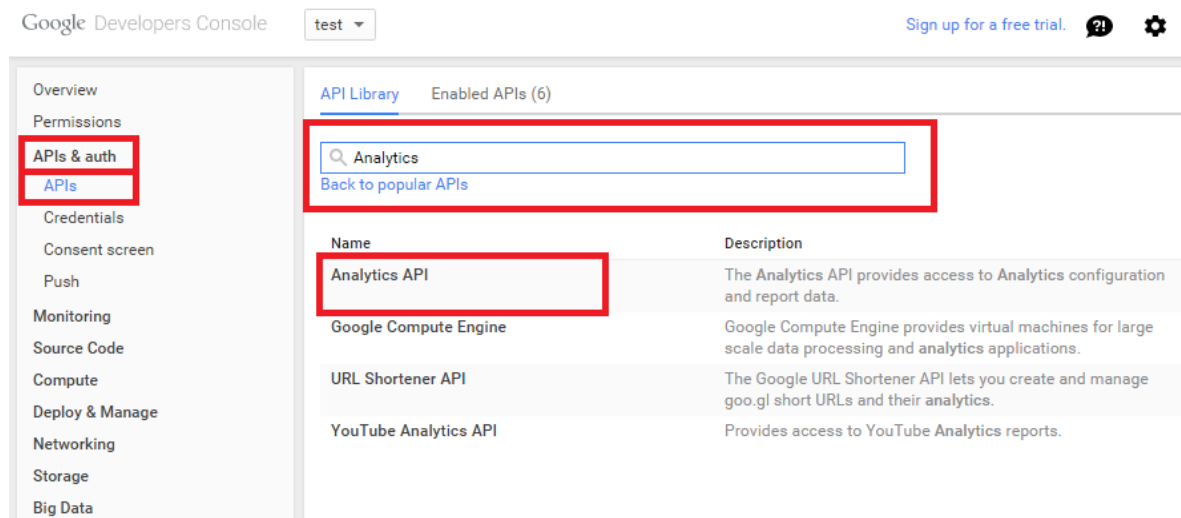 Google Developers Console
test
Sign up for a free trial.
?!
Overview
Permissions
APIs & auth
APIs
Credentials
Consent screen
Push
Monitoring
Source Code
Compute
Deploy & Manage
Networking
Storage
Big Data
API Library
Enabled APIs (6)
Analytics
Back to popular APIs
Name
Description
Analytics API
The Analytics API provides access to Analytics configuration
and report data.
Google Compute Engine
Google Compute Engine provides virtual machines for large
scale data processing and analytics applications.
URL Shortener API
The Google URL Shortener API lets you create and manage
goo.gl short URLs and their analytics.
YouTube Analytics API
Provides access to YouTube Analytics reports.